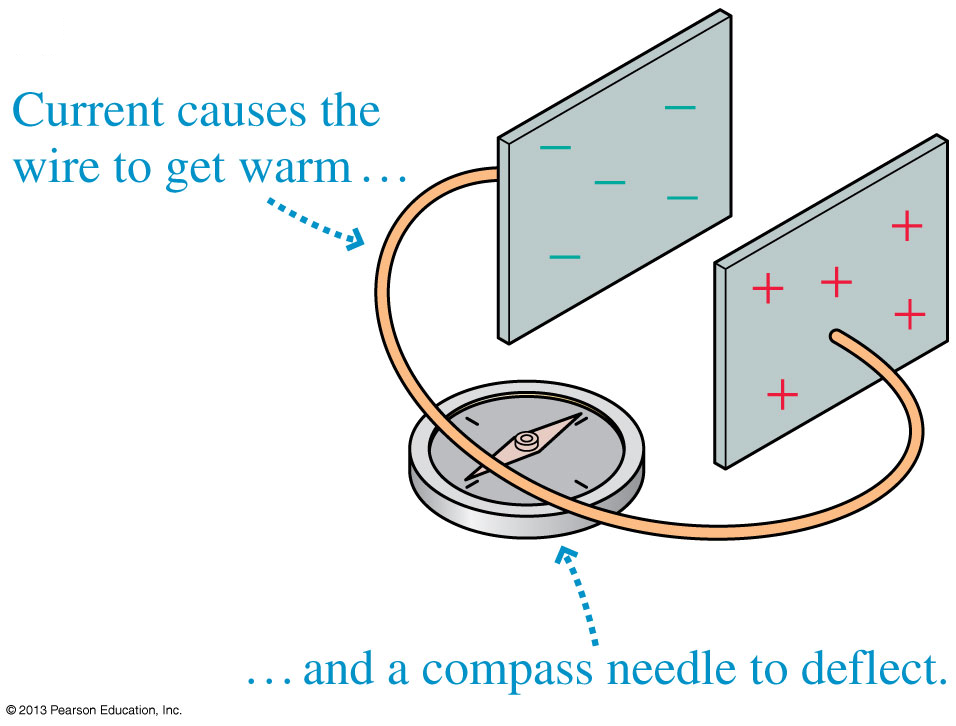 Current causes the
wire to get warm …
… and a compass needle to deflect.
© 2013 Pearson Education, Inc.